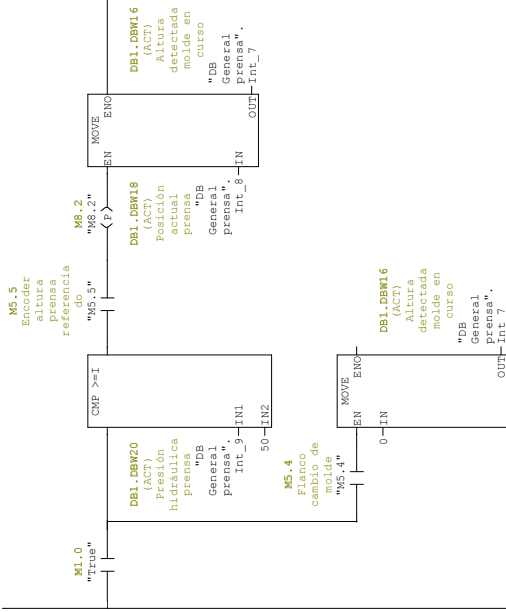 M1.0
"True"
DB1.DBW20
(ACT)
Presión
hidráulica
prensa
"DB
General
prensa".
Int_9
IN1
50
IN2
CMP >=I
M5.5
Encoder
altura
prensa
referencia
do
"M5.5"
M8.2
"M8.2"
P
DB1.DBW18
(ACT)
Posición
actual
prensa
"DB
General
prensa".
Int_8
IN
MOVE
EN
ENO
OUT
DB1.DBW16
(ACT)
Altura
detectada
molde en
curso
"DB
General
prensa".
Int_7
M5.4
Flanco
cambio de
molde
"M5.4"
MOVE
EN
ENO
0
IN
OUT
DB1.DBW16
(ACT)
Altura
detectada
molde en
curso
"DB
General
prensa".
Int_7